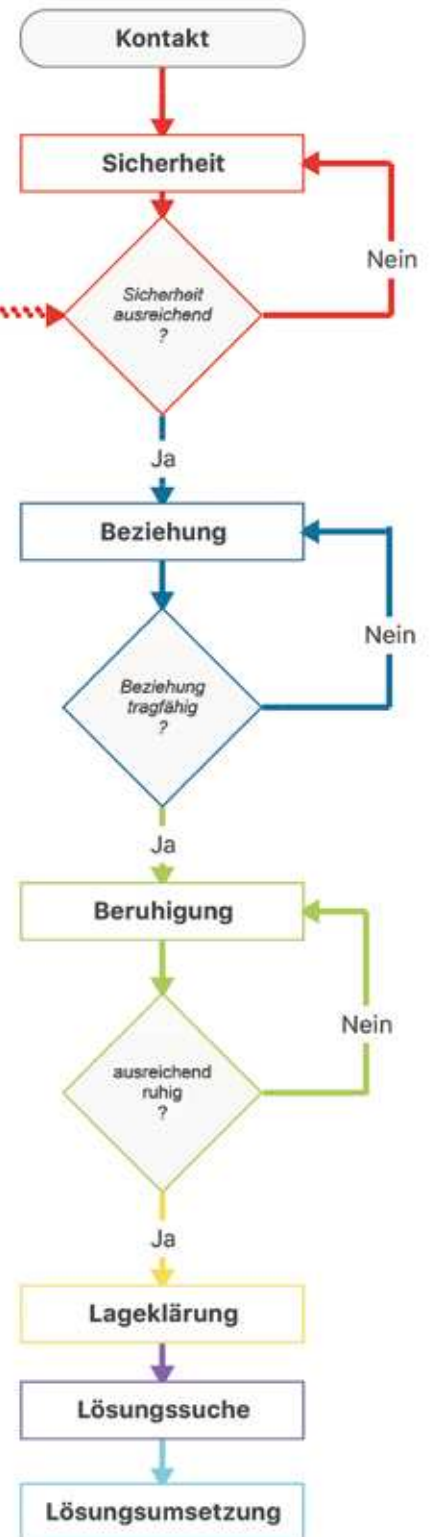 Kontakt
Sicherheit
Nein
Sicherheit
ausreichend
?
Ja
Beziehung
Nein
Beziehung
tragfähig
?
Ja
Beruhigung
Nein
ausreichend
ruhig
?
Ja
Lageklärung
Lösungssuche
Lösungsumsetzung